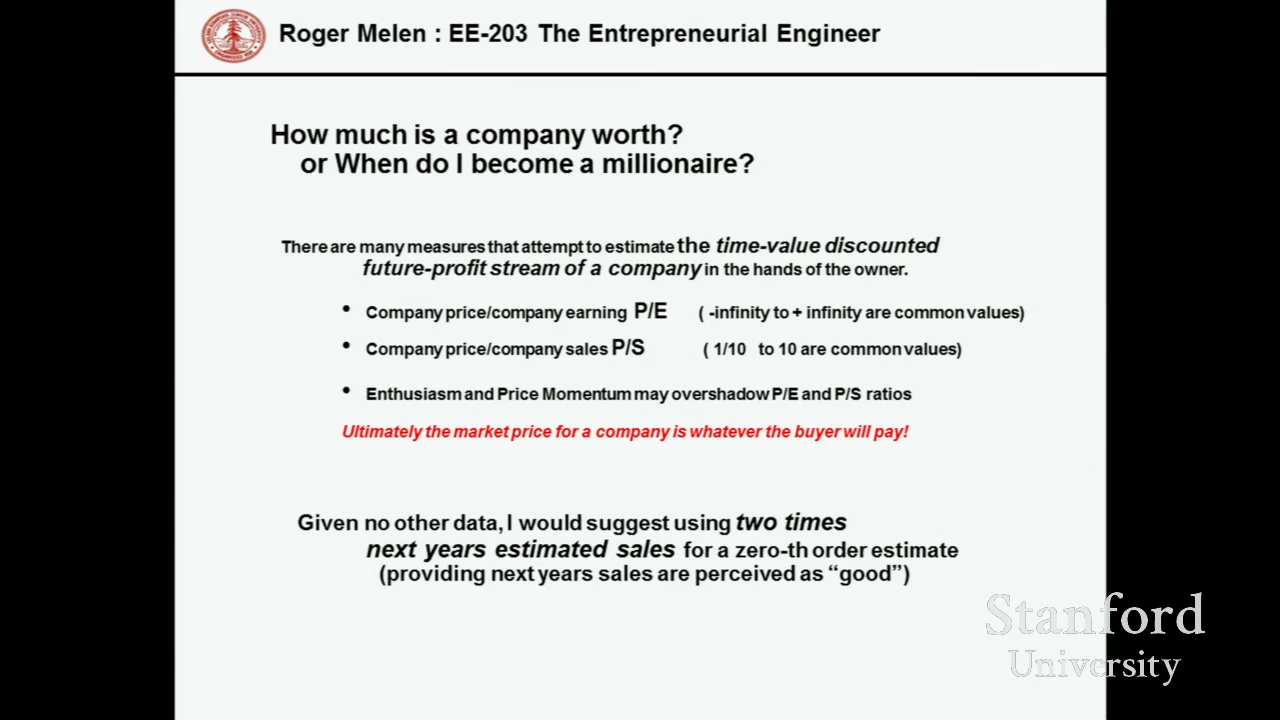 Roger Melen : EE-203 The Entrepreneurial Engineer
How much is a company worth?
or When do I become a millionaire?
There are many measures that attempt to estimate the time-value discounted
future-profit stream of a company in the hands of the owner.
• Company price/company earning P/E ( -infinity to + infinity are common values)
• Company price/company sales P/S ( 1/10 to 10 are common values)
• Enthusiasm and Price Momentum may overshadow P/E and P/S ratios
Ultimately the market price for a company is whatever the buyer will pay!
Given no other data, I would suggest using two times
next years estimated sales for a zero-th order estimate
(providing next years sales are perceived as “good”)
Stanford
University